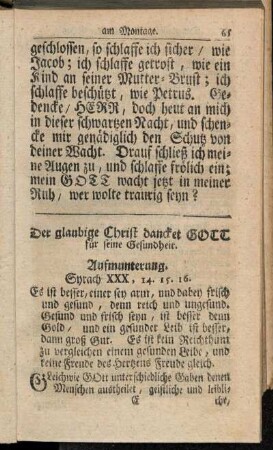 am Montage. 65
geschlossen, so schlaffe ich sicher/ wie
Jacob; ich schlaffe getrost, wie ein
Kind an seiner Mutter-Brust; ich
schlaffe beschützt, wie Petrus. Ge-
dencke/ HERR, doch heut an mich
in dieser schwartzen Nacht, und schen-
cke mir genädiglich den Schutz von
deiner Wacht. Drauf schließ ich mei-
ne Augen zu, und schlaffe frölich ein;
mein GOTT wacht jetzt in meiner
Ruh, wer wolte traurig seyn?
Der glaubige Christ dancket GOTT
für seine Gesundheit.
Aufmunterung.
Syrach XXX, 14. 15. 16.
Es ist besser, einer sey arm, und dabey frisch
und gesund, denn reich und ungesund.
Gesund und frisch seyn, ist besser denn
Gold, und ein gesunder Leib ist besser,
dann groß Gut. Es ist kein Reichthum
zu vergleichen einem gesunden Leibe, und
keine Freude des Hertzens Freude gleich.
Gleichwie GOtt unterschiedliche Gaben denen
Menschen austheilet, geistliche und leibli-
E che,